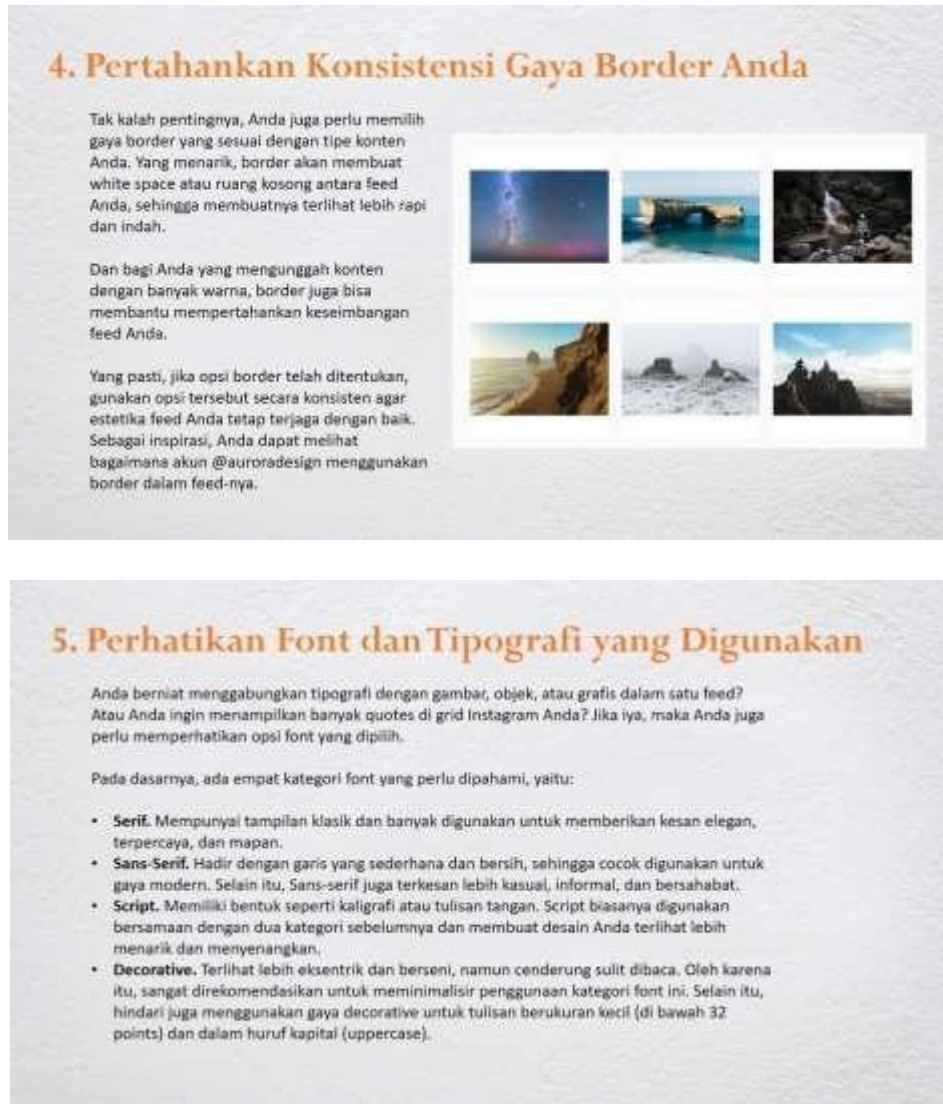 4. Pertahankan Konsistensi Gaya Border Anda
Tak kalah pentingnya, Anda juga perlu memilih
gaya border yang sesuai dengan tipe konten
Anda. Yang menarik, border akan membuat
white space atau ruang kosong antara feed
Anda, sehingga membuatnya terlihat lebih rapi
dan indah.
Dan bagi Anda yang mengunggah konten
dengan banyak warna, border juga bisa
membantu mempertahankan keseimbangan
feed Anda.
Yang pasti, jika opsi border telah ditentukan,
gunakan opsi tersebut secara konsisten agar
estetika feed Anda tetap terjaga dengan baik.
Sebagai inspirasi, Anda dapat melihat
bagaimana akun @auroradesign menggunakan
border dalam feed-nya.
5. Perhatikan Font dan Tipografi yang Digunakan
Anda berniat menggabungkan tipografi dengan gambar, objek, atau grafis dalam satu feed?
Atau Anda ingin menampilkan banyak quotes di grid Instagram Anda? Jika iya, maka Anda juga
perlu memperhatikan opsi font yang dipilih.
Pada dasarnya, ada empat kategori font yang perlu dipahami, yaitu:
• Serif. Mempunyai tampilan klasik dan banyak digunakan untuk memberikan kesan elegan,
terpercaya, dan mapan.
• Sans-Serif. Hadir dengan garis yang sederhana dan bersih, sehingga cocok digunakan untuk
gaya modern. Selain itu, Sans-serif juga terkesan lebih kasual, informal, dan bersahabat.
• Script. Memiliki bentuk seperti kaligrafi atau tulisan tangan. Script biasanya digunakan
bersamaan dengan dua kategori sebelumnya dan membuat desain Anda terlihat lebih
menarik dan menyenangkan.
• Decorative. Terlihat lebih eksentrik dan berseni, namun cenderung sulit dibaca. Oleh karena
itu, sangat direkomendasikan untuk meminimalisir penggunaan kategori font ini. Selain itu,
hindari juga menggunakan gaya decorative untuk tulisan berukuran kecil (di bawah 32
points) dan dalam huruf kapital (uppercase).